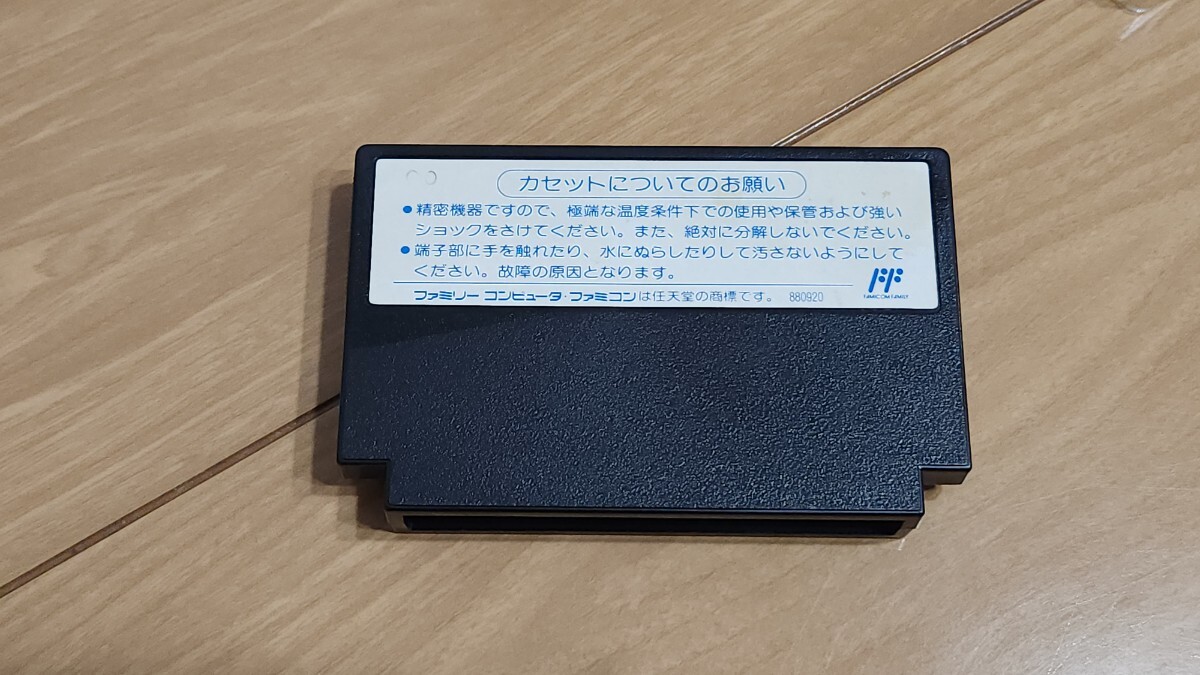 カセットについてのお願い
●精密機器ですので、極端な温度条件下での使用や保管および強い
ショックをさけてください。また、絶対に分解しないでください。
●端子部に手を触れたり、水にぬらしたりして汚さないようにして
ください。故障の原因となります。
FAMICOM FAMILY
ファミリー コンピュータ・ファミコンは任天堂の商標です。 880920